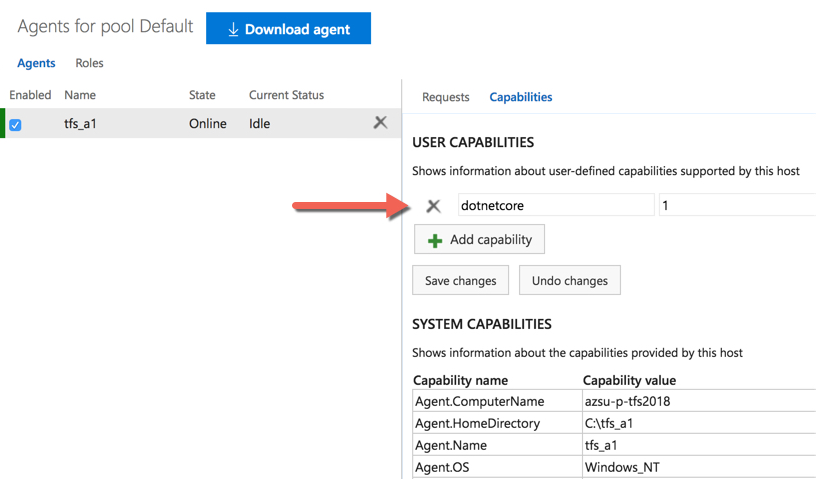 Agents for pool Default
Download agent
Agents Roles
Enabled Name State Current Status
tfs_a1 Online Idle
Requests Capabilities
USER CAPABILITIES
Shows information about user-defined capabilities supported by this host
dotnetcore 1
Add capability
Save changes Undo changes
SYSTEM CAPABILITIES
Shows information about the capabilities provided by this host
Capability name Capability value
Agent.ComputerName azsu-p-tfs2018
Agent.HomeDirectory C:\tfs_a1
Agent.Name tfs_a1
Agent.OS Windows_NT